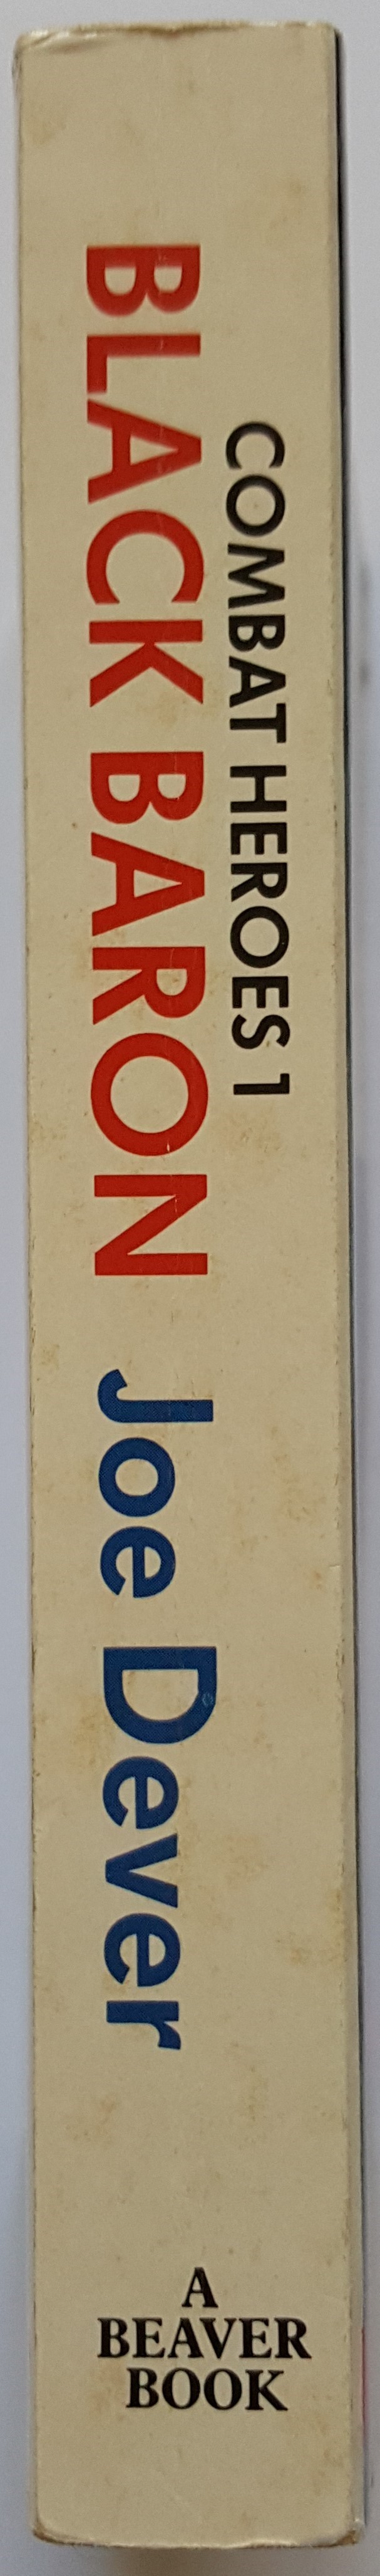 COMBAT HEROES 1
BLACK BARON Joe Dever
A
BEAVER
BOOK